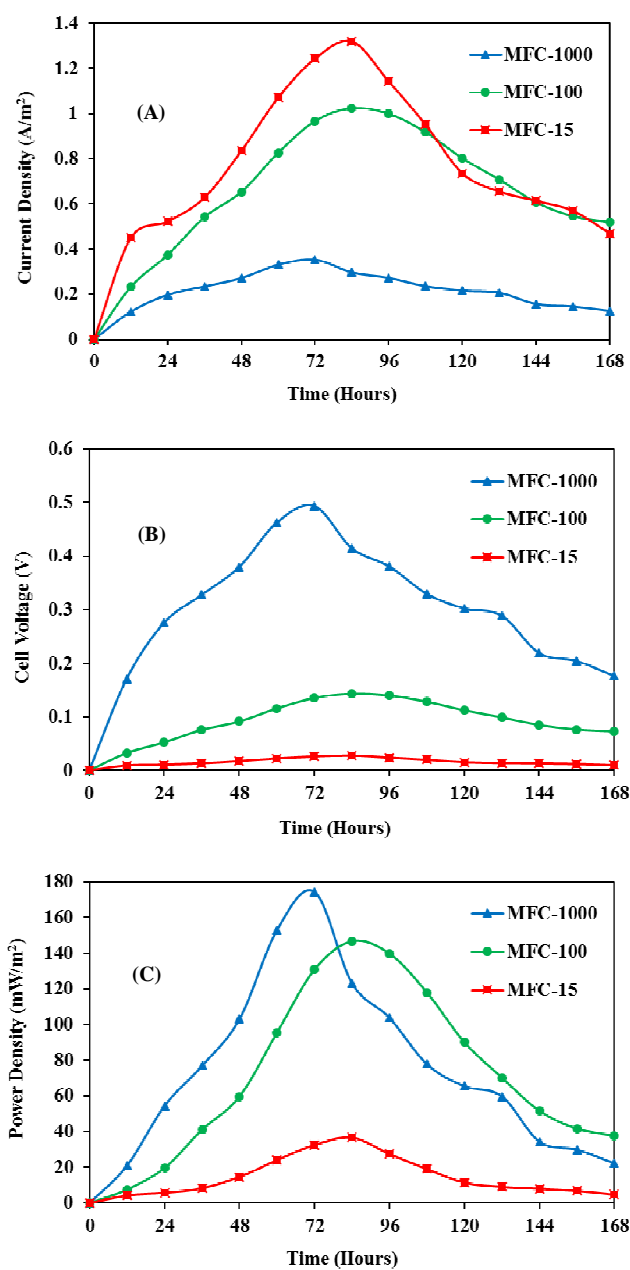 1.4
1.2
1
0.8
0.6
0.4
0.2
0
Current Density (A/m²)
(A)
MFC-1000
MFC-100
MFC-15
0 24 48 72 96 120 144 168
Time (Hours)
0.6
0.5
0.4
0.3
0.2
0.1
0
Cell Voltage (V)
(B)
MFC-1000
MFC-100
MFC-15
0 24 48 72 96 120 144 168
Time (Hours)
180
160
140
120
100
80
60
40
20
0
Power Density (mW/m²)
(C)
MFC-1000
MFC-100
MFC-15
0 24 48 72 96 120 144 168
Time (Hours)